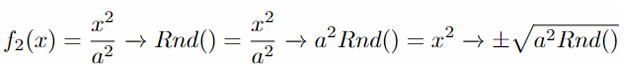 f₂(x) = x²/a² → Rnd() = x²/a² → a²Rnd() = x² → ±√(a²Rnd())